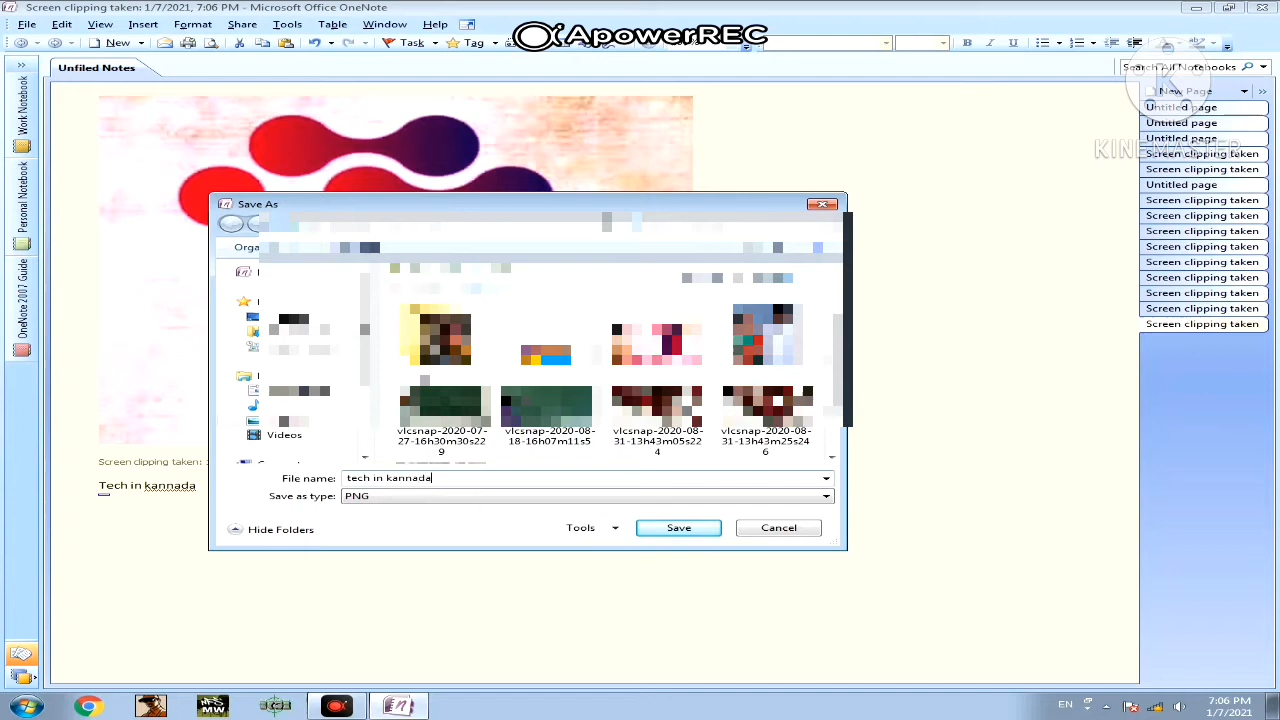 Screen clipping taken: 1/7/2021, 7:06 PM - Microsoft Office OneNote
File Edit View Insert Format Share Tools Table Window Help
New Task Tag
ApowerREC
Unfiled Notes
Search All Notebooks
KINEMASTER
Work Notebook
Personal Notebook
OneNote 2007 Guide
New Page
Untitled page
Untitled page
Untitled page
Screen clipping taken
Screen clipping taken
Untitled page
Screen clipping taken
Screen clipping taken
Screen clipping taken
Screen clipping taken
Screen clipping taken
Screen clipping taken
Screen clipping taken
Screen clipping taken
Screen clipping taken
Save As
Orga
Videos
vlcsnap-2020-07-27-16h30m30s229
vlcsnap-2020-08-18-16h07m11s5
vlcsnap-2020-08-31-13h43m05s224
vlcsnap-2020-08-31-13h43m25s246
Screen clipping taken:
Tech in kannada
File name: tech in kannada
Save as type: PNG
Hide Folders
Tools
Save
Cancel
EN
7:06 PM
1/7/2021